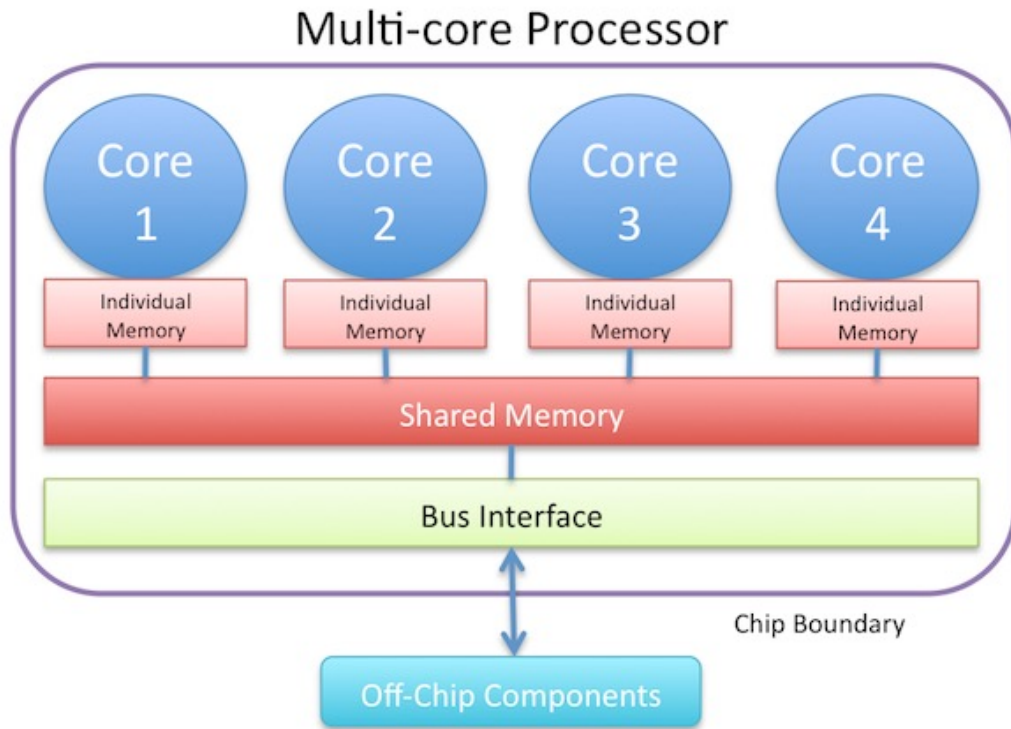 Multi-core Processor
Core
1
Core
2
Core
3
Core
4
Individual
Memory
Individual
Memory
Individual
Memory
Individual
Memory
Shared Memory
Bus Interface
Chip Boundary
Off-Chip Components